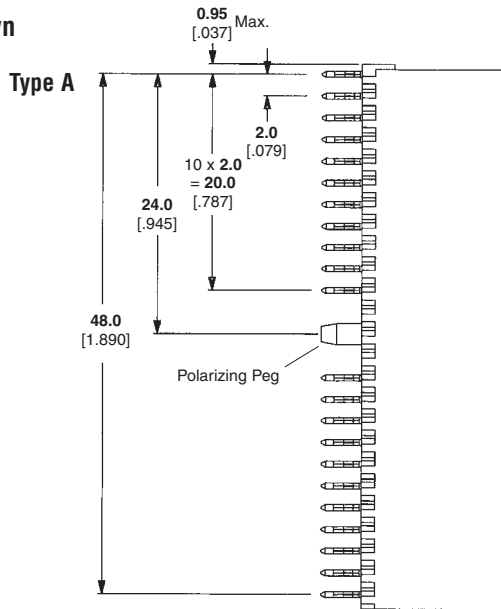 wn
0.95 Max.
[.037]
Type A
2.0
[.079]
10 x 2.0
= 20.0
[.787]
24.0
[.945]
48.0
[1.890]
Polarizing Peg